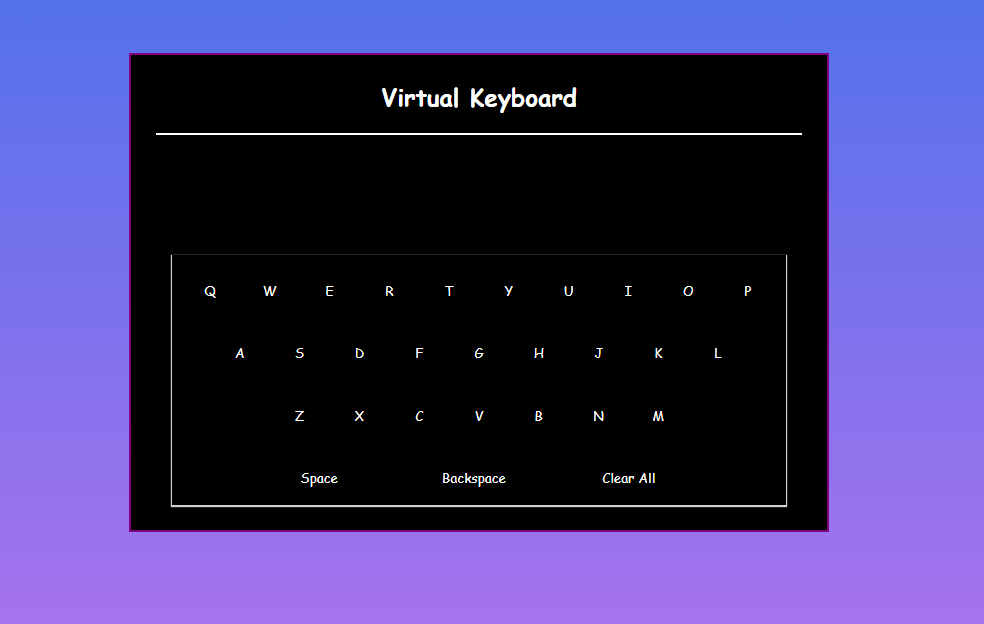 Virtual Keyboard
Q W E R T Y U I O P
A S D F G H J K L
Z X C V B N M
Space Backspace Clear All